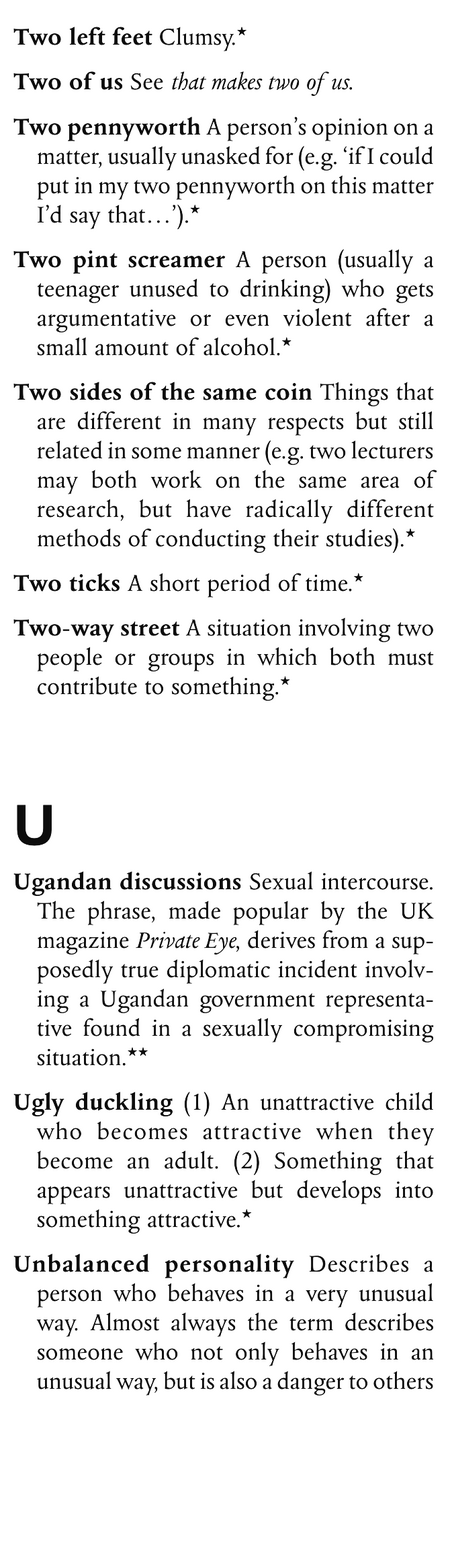 Two left feet Clumsy.★
Two of us See that makes two of us.
Two pennyworth A person’s opinion on a
matter, usually unasked for (e.g. ‘if I could
put in my two pennyworth on this matter
I’d say that…’).★
Two pint screamer A person (usually a
teenager unused to drinking) who gets
argumentative or even violent after a
small amount of alcohol.★
Two sides of the same coin Things that
are different in many respects but still
related in some manner (e.g. two lecturers
may both work on the same area of
research, but have radically different
methods of conducting their studies).★
Two ticks A short period of time.★
Two-way street A situation involving two
people or groups in which both must
contribute to something.★
U
Ugandan discussions Sexual intercourse.
The phrase, made popular by the UK
magazine Private Eye, derives from a sup-
posedly true diplomatic incident involv-
ing a Ugandan government representa-
tive found in a sexually compromising
situation.★★
Ugly duckling (1) An unattractive child
who becomes attractive when they
become an adult. (2) Something that
appears unattractive but develops into
something attractive.★
Unbalanced personality Describes a
person who behaves in a very unusual
way. Almost always the term describes
someone who not only behaves in an
unusual way, but is also a danger to others